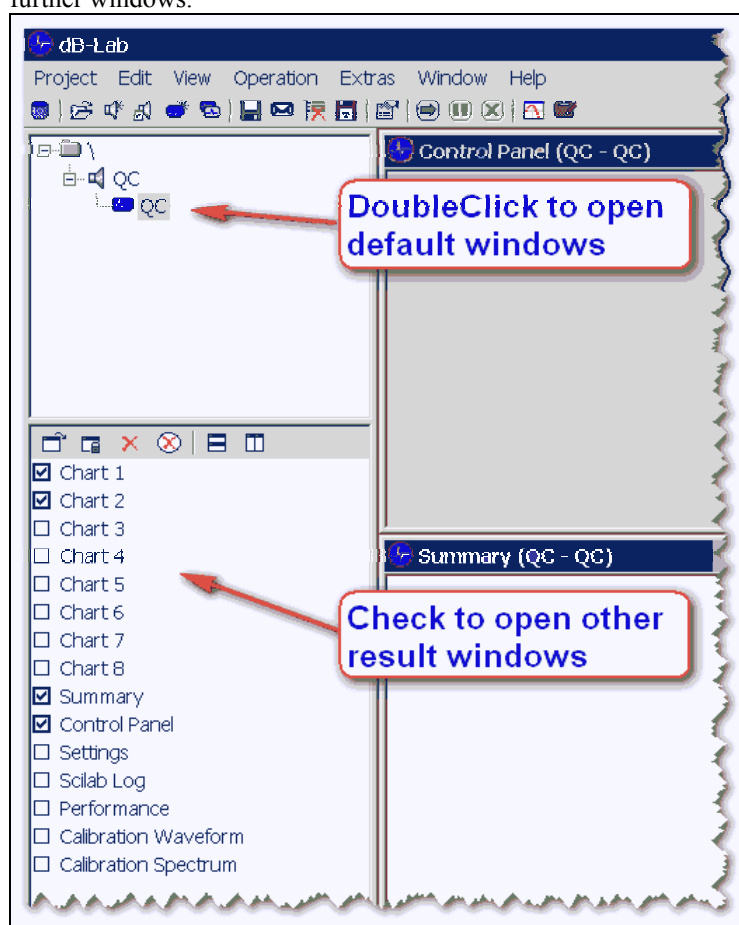 further windows.
dB-Lab
Project Edit View Operation Extras Window Help
\
QC
QC
Control Panel (QC - QC)
DoubleClick to open
default windows
Chart 1
Chart 2
Chart 3
Chart 4
Chart 5
Chart 6
Chart 7
Chart 8
Summary
Control Panel
Settings
Scilab Log
Performance
Calibration Waveform
Calibration Spectrum
Summary (QC - QC)
Check to open other
result windows